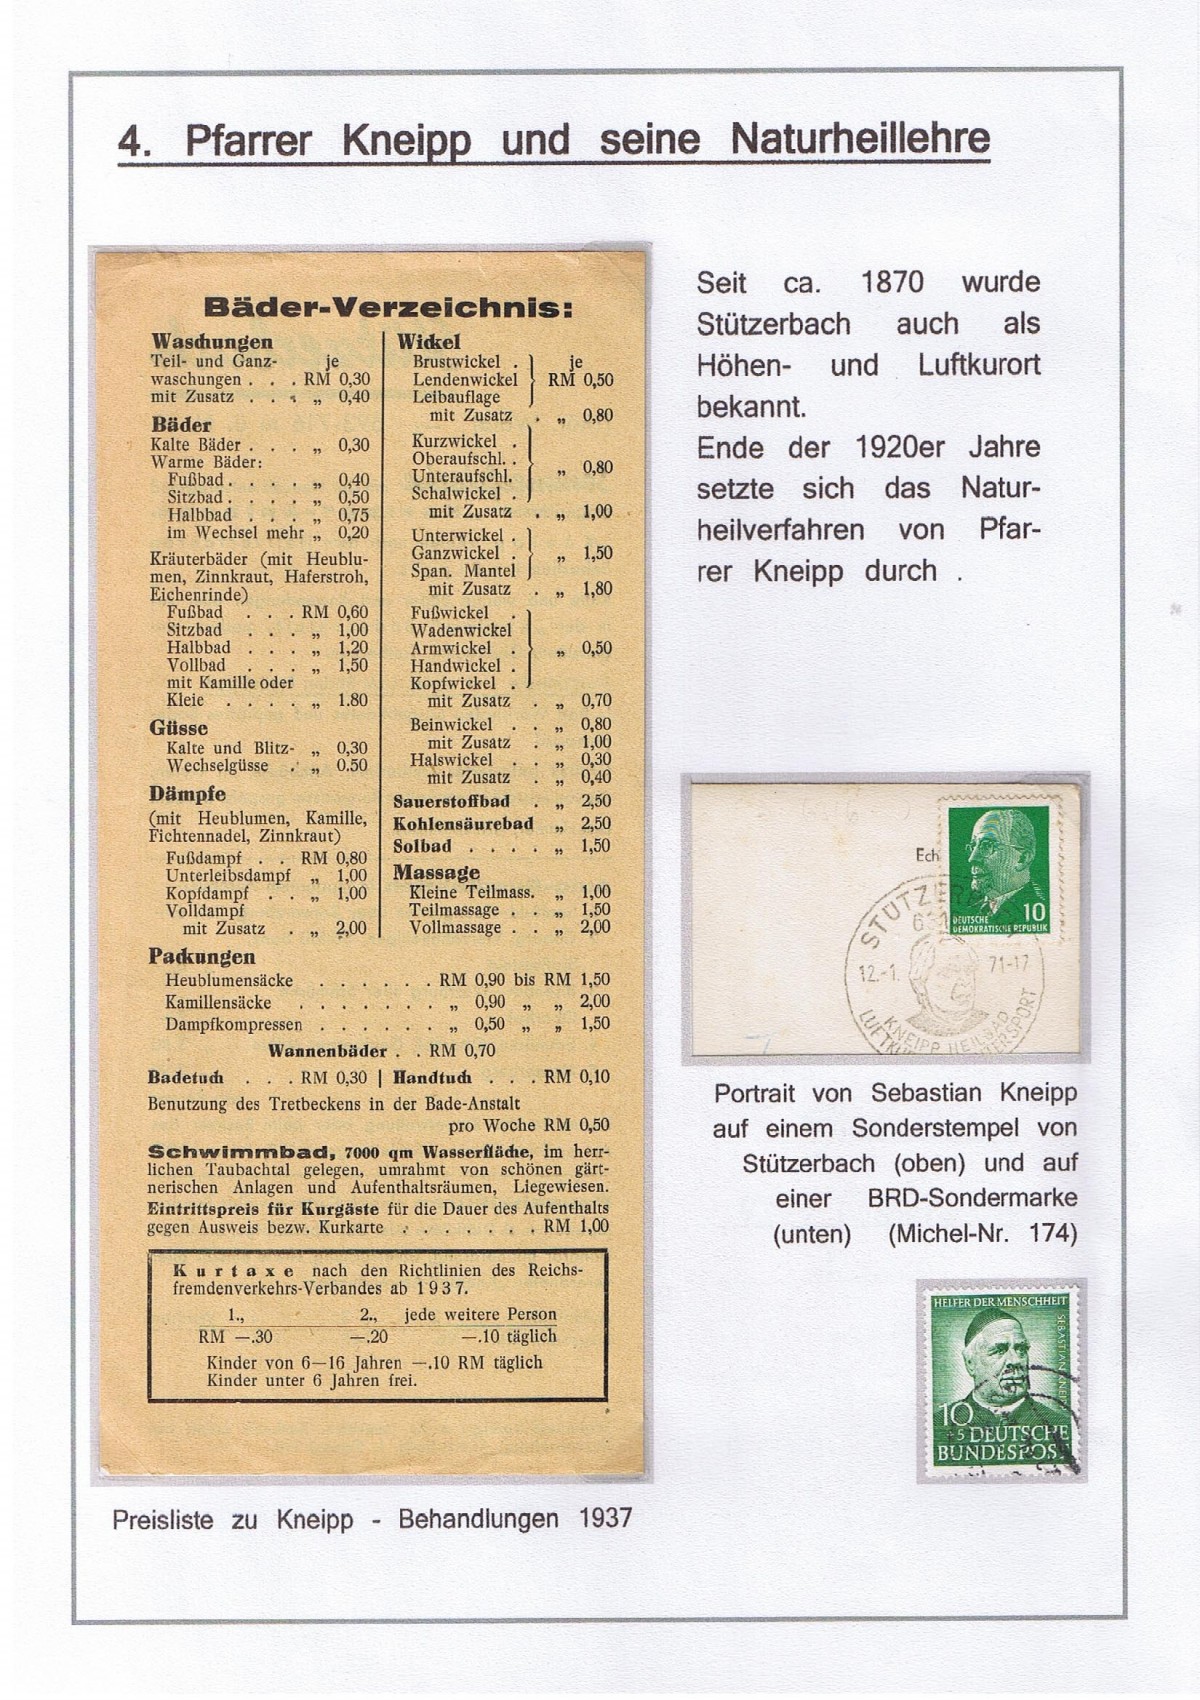 4. Pfarrer Kneipp und seine Naturheillehre
Bäder-Verzeichnis:
Waschungen
Teil- und Ganz- je
waschungen . . . RM 0,30
mit Zusatz . . . „ 0,40
Bäder
Kalte Bäder . . . „ 0,30
Warme Bäder:
Fußbad . . . . „ 0,40
Sitzbad . . . . „ 0,50
Halbbad . . . „ 0,75
im Wechsel mehr „ 0,20
Kräuterbäder (mit Heublu-
men, Zinnkraut, Haferstroh,
Eichenrinde)
Fußbad . . . RM 0,60
Sitzbad . . . „ 1,00
Halbbad . . . „ 1,20
Vollbad . . . „ 1,50
mit Kamille oder
Kleie . . . . „ 1.80
Güsse
Kalte und Blitz- „ 0,30
Wechselgüsse . „ 0.50
Dämpfe
(mit Heublumen, Kamille,
Fichtennadel, Zinnkraut)
Fußdampf . . RM 0,80
Unterleibsdampf „ 1,00
Kopfdampf . . „ 1,00
Volldampf
mit Zusatz . „ 2,00
Wickel
Brustwickel . je
Lendenwickel RM 0,50
Leibauflage
mit Zusatz . „ 0,80
Kurzwickel .
Oberaufschl. . „ 0,80
Unteraufschl.
Schalwickel .
mit Zusatz . „ 1,00
Unterwickel .
Ganzwickel . „ 1,50
Span. Mantel
mit Zusatz . „ 1,80
Fußwickel .
Wadenwickel
Armwickel . „ 0,50
Handwickel .
Kopfwickel .
mit Zusatz . „ 0,70
Beinwickel . . „ 0,80
mit Zusatz . „ 1,00
Halswickel . . „ 0,30
mit Zusatz . „ 0,40
Sauerstoffbad . „ 2,50
Kohlensäurebad „ 2,50
Solbad . . . . „ 1,50
Massage
Kleine Teilmass. „ 1,00
Teilmassage . . „ 1,50
Vollmassage . . „ 2,00
Packungen
Heublumensäcke . . . . . . RM 0,90 bis RM 1,50
Kamillensäcke . . . . . . . „ 0,90 „ „ 2,00
Dampfkompressen . . . . . . „ 0,50 „ „ 1,50
Wannenbäder . . RM 0,70
Badetuch . . . RM 0,30 | Handtuch . . . RM 0,10
Benutzung des Tretbeckens in der Bade-Anstalt
pro Woche RM 0,50
Schwimmbad, 7000 qm Wasserfläche, im herr-
lichen Taubachtal gelegen, umrahmt von schönen gärt-
nerischen Anlagen und Aufenthaltsräumen, Liegewiesen.
Eintrittspreis für Kurgäste für die Dauer des Aufenthalts
gegen Ausweis bezw. Kurkarte . . . . . . RM 1,00
Kurtaxe nach den Richtlinien des Reichs-
fremdenverkehrs-Verbandes ab 1937.
1., 2., jede weitere Person
RM —.30 —.20 —.10 täglich
Kinder von 6—16 Jahren —.10 RM täglich
Kinder unter 6 Jahren frei.
Preisliste zu Kneipp - Behandlungen 1937
Seit ca. 1870 wurde
Stützerbach auch als
Höhen- und Luftkurort
bekannt.
Ende der 1920er Jahre
setzte sich das Natur-
heilverfahren von Pfar-
rer Kneipp durch .
Ech
10
DEUTSCHE
DEMOKRATISCHE REPUBLIK
12.-1. 71-17
KNEIPP HEILBAD
Portrait von Sebastian Kneipp
auf einem Sonderstempel von
Stützerbach (oben) und auf
einer BRD-Sondermarke
(unten) (Michel-Nr. 174)
HELFER DER MENSCHHEIT
SEBASTIAN KNEIPP
10
+5 DEUTSCHE
BUNDESPOST